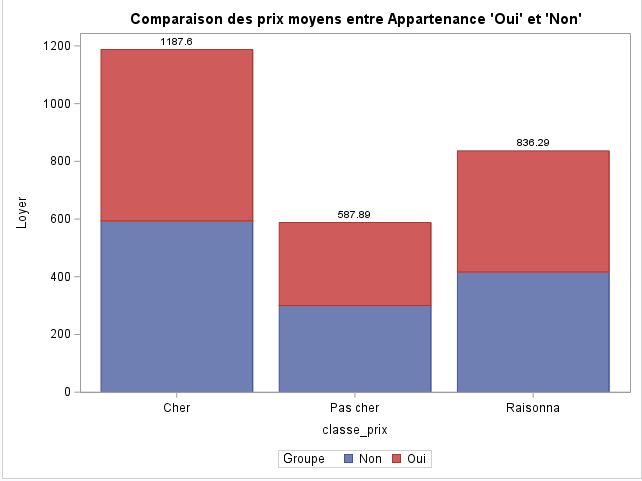 Comparaison des prix moyens entre Appartenance 'Oui' et 'Non'
1200
1187.6
1000
836.29
800
Loyer
600
587.89
400
200
0
Cher Pas cher Raisonna
classe_prix
Groupe Non Oui